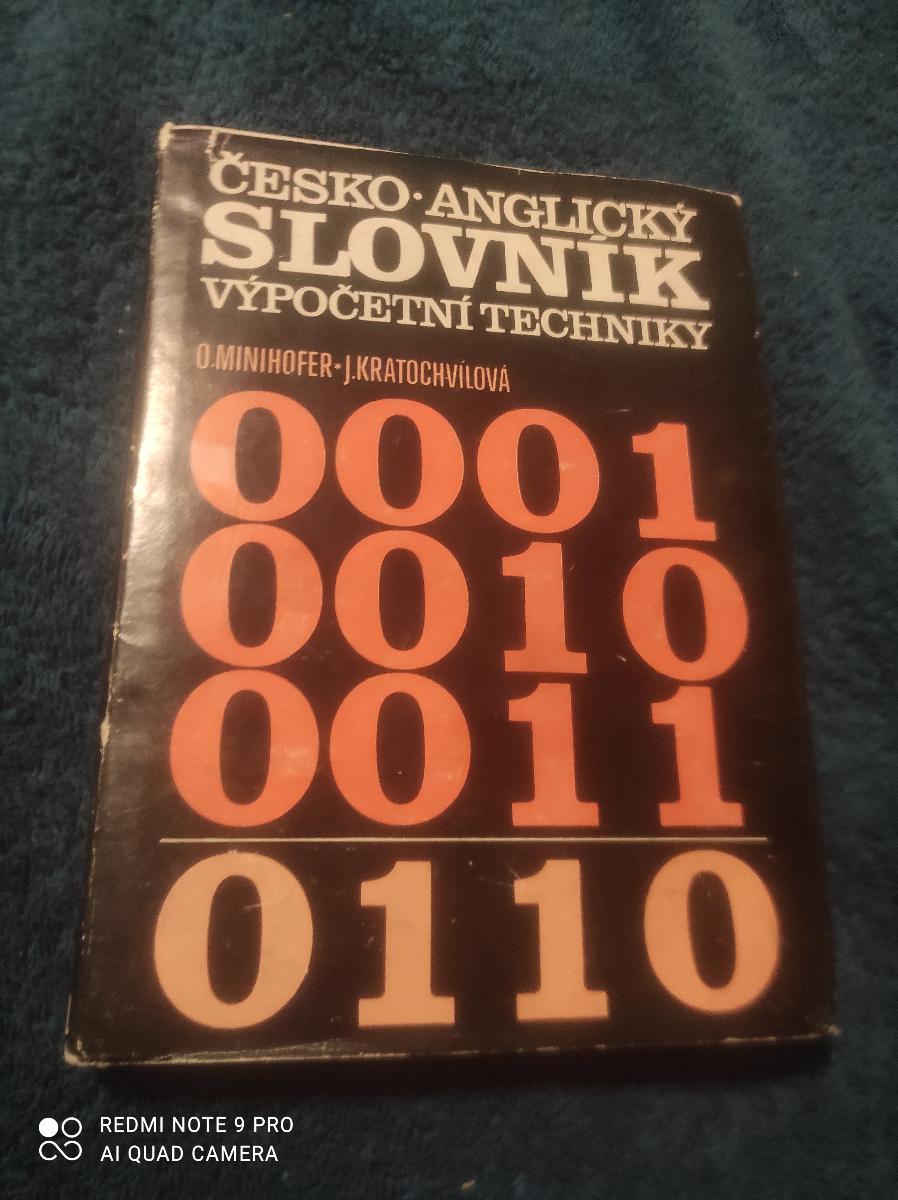 ČESKO·ANGLICKÝ
SLOVNÍK
VÝPOČETNÍ TECHNIKY
O.MINIHOFER*J.KRATOCHVÍLOVÁ
0001
0010
0011
0110
REDMI NOTE 9 PRO
AI QUAD CAMERA